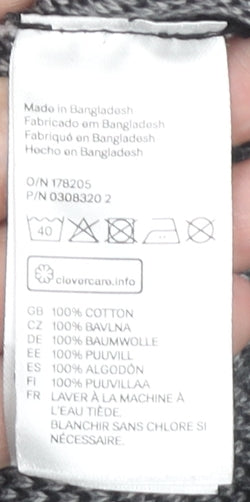 Made in Bangladesh
Fabricado em Bangladesh
Fabriqué en Bangladesh
Hecho en Bangladesh
O/N 178205
P/N 0308320 2
40
clevercare.info
GB 100% COTTON
CZ 100% BAVLNA
DE 100% BAUMWOLLE
EE 100% PUUVILL
ES 100% ALGODÓN
FI 100% PUUVILLAA
FR LAVER À LA MACHINE À
L'EAU TIÈDE.
BLANCHIR SANS CHLORE SI
NÉCESSAIRE.